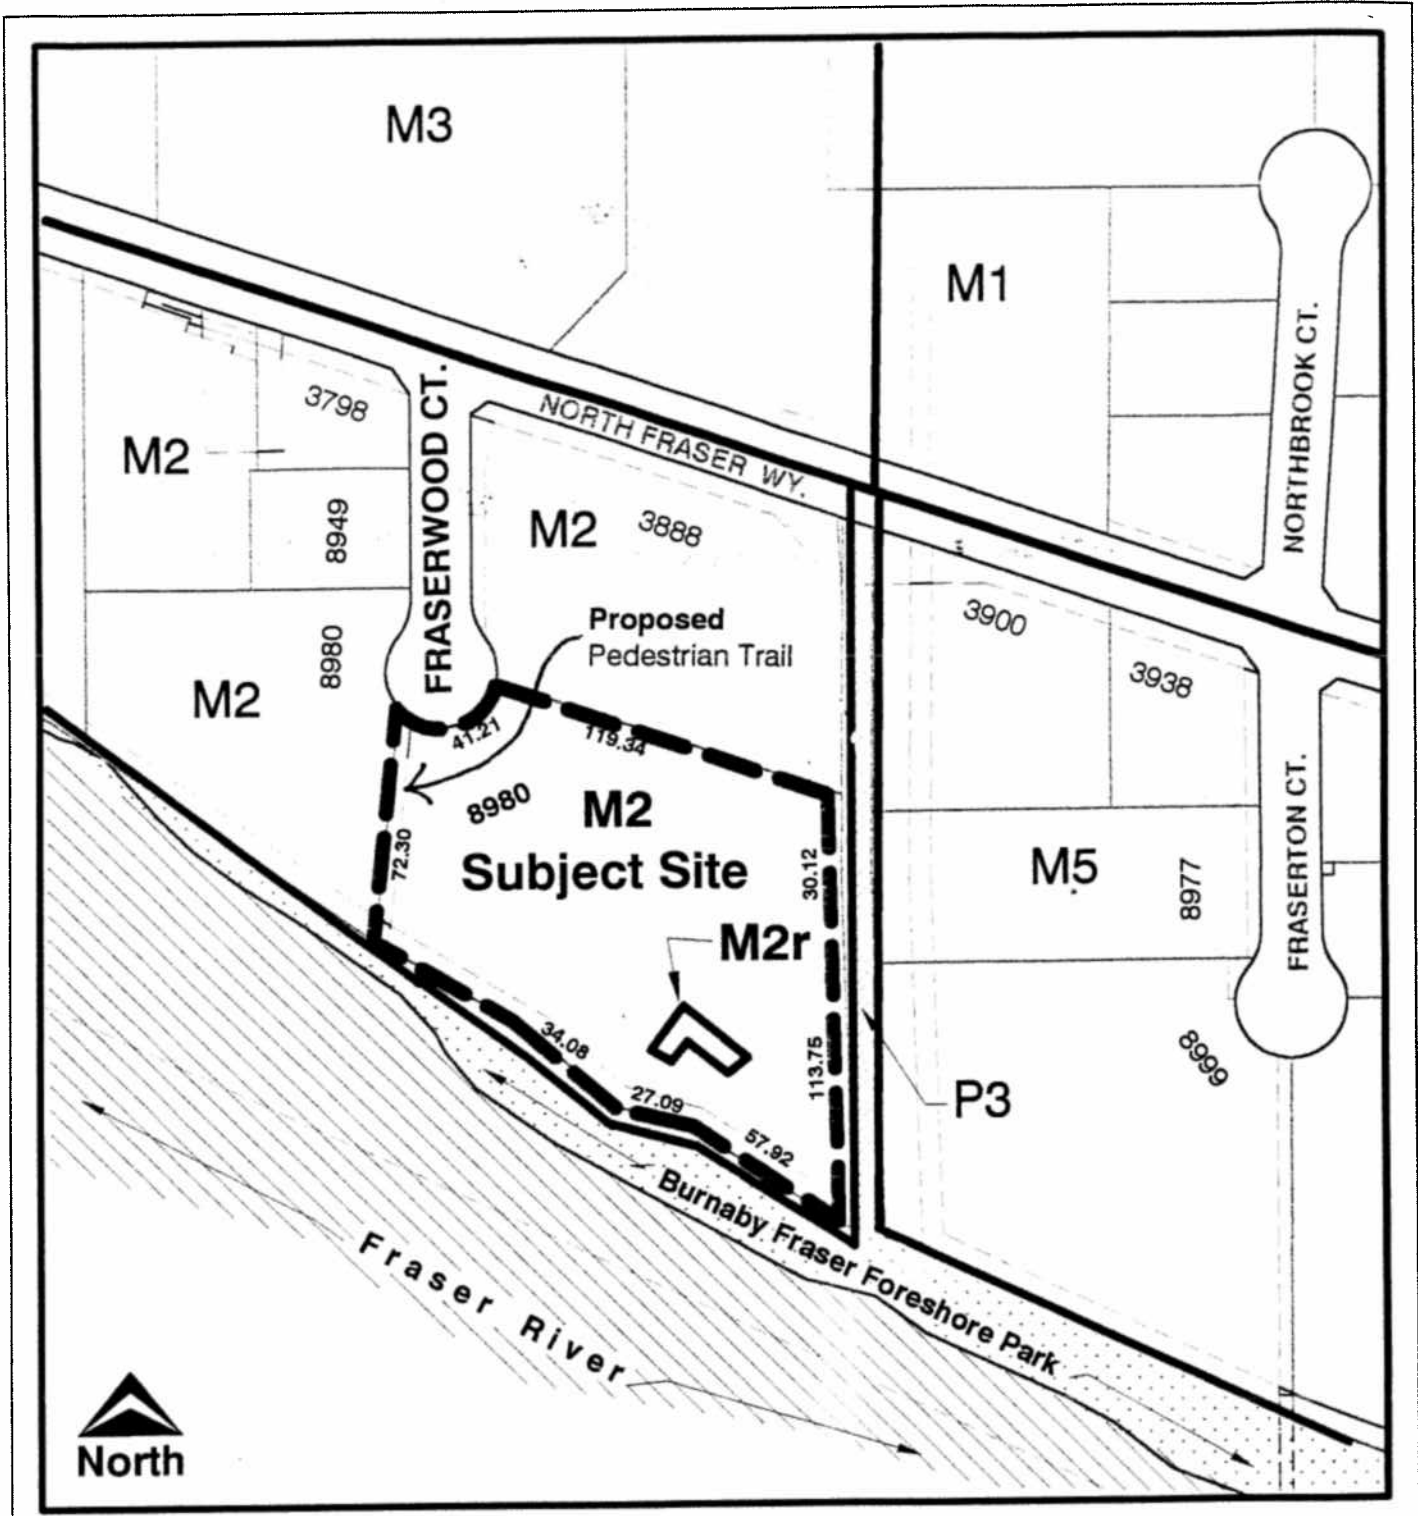 M3
M1
NORTHBROOK CT.
3798
FRASERWOOD CT.
NORTH FRASER WY.
M2
M2
3888
8949
3900
Proposed
Pedestrian Trail
8980
3938
M2
41.21
119.34
8980
M2
Subject Site
72.30
30.12
M5
8977
FRASERTON CT.
M2r
34.08
113.75
8999
27.09
P3
57.92
Burnaby Fraser Foreshore Park
Fraser River
North